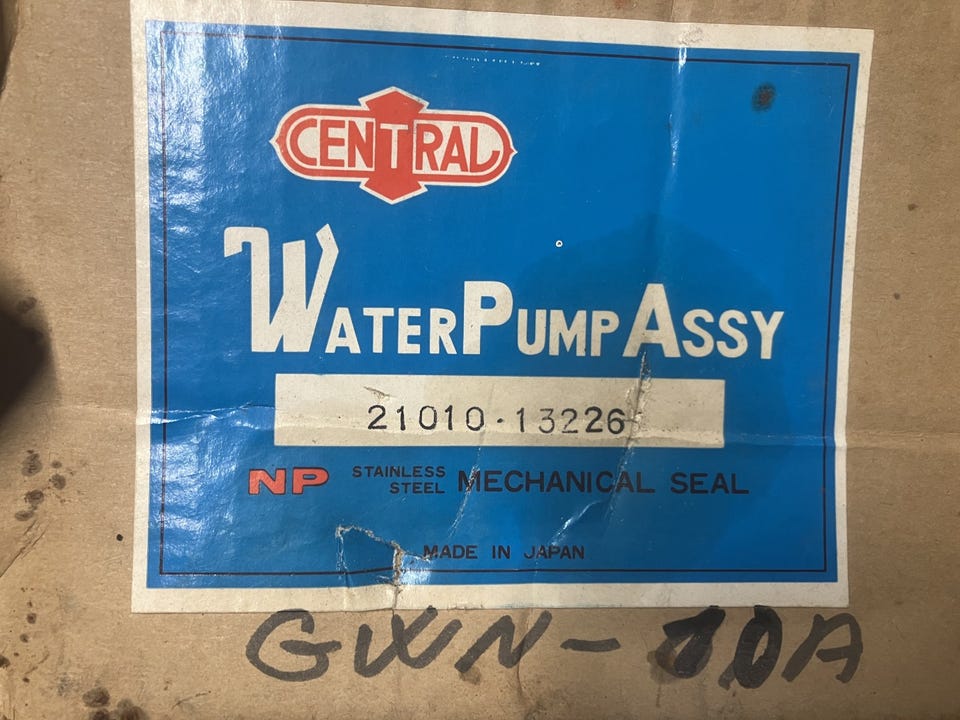 CENTRAL
WATER PUMP ASSY
21010-13226
NP STAINLESS STEEL MECHANICAL SEAL
MADE IN JAPAN